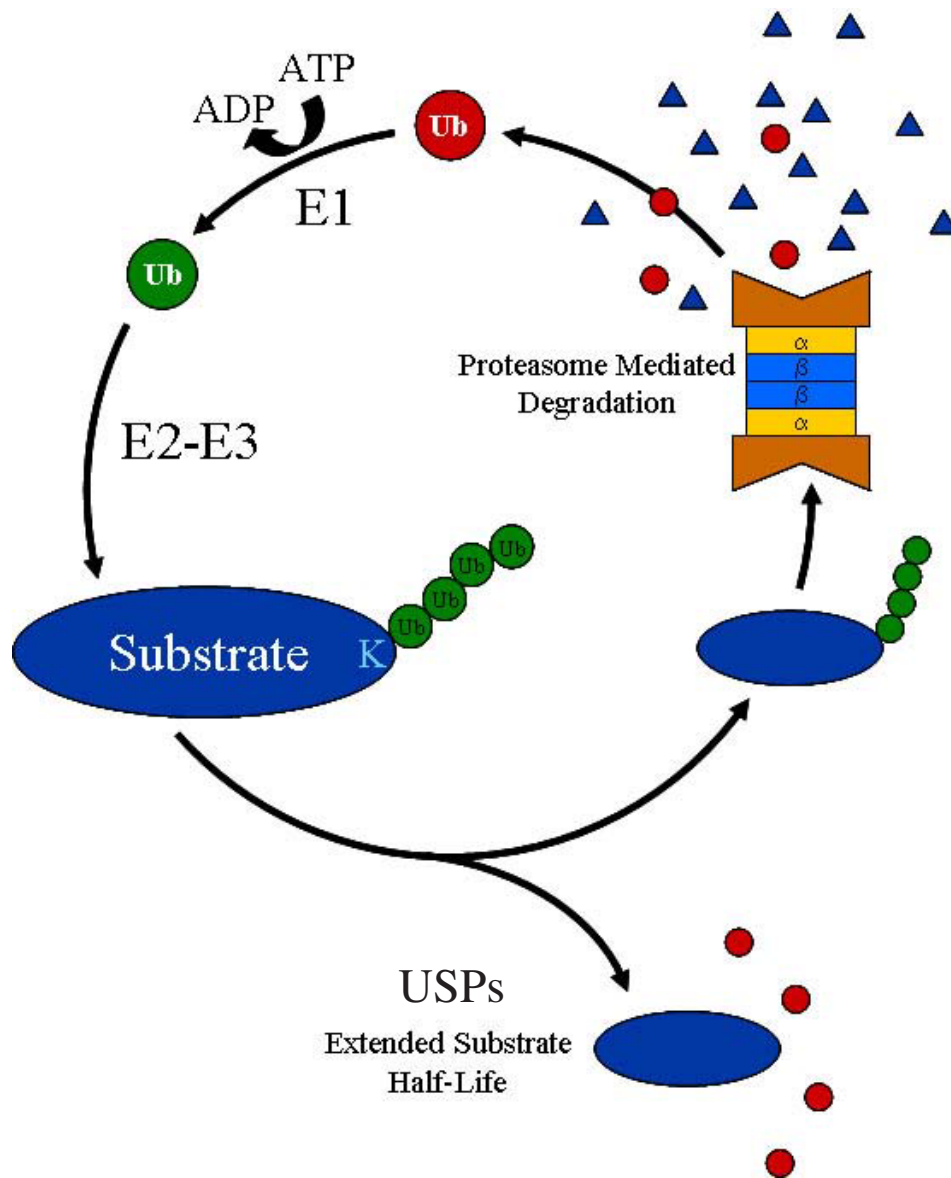 ATP
ADP
Ub
E1
Ub
α
Proteasome Mediated
β
Degradation
β
α
E2-E3
Ub
Ub
Ub
Ub
Substrate K
USPs
Extended Substrate
Half-Life